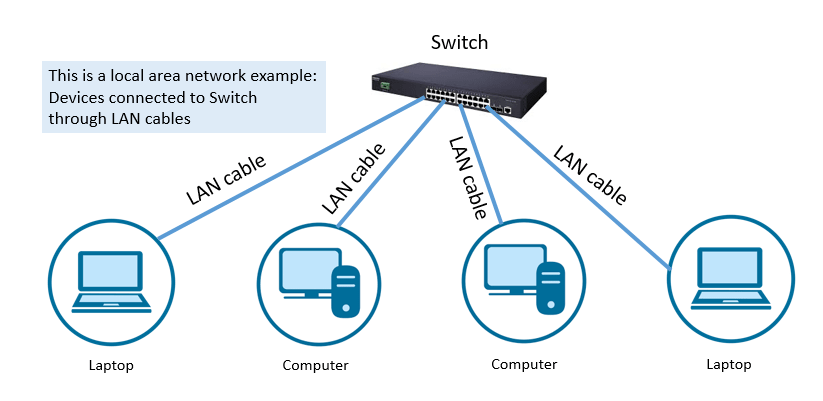 Switch
This is a local area network example:
Devices connected to Switch
through LAN cables
LAN cable
LAN cable
LAN cable
LAN cable
Laptop
Computer
Computer
Laptop